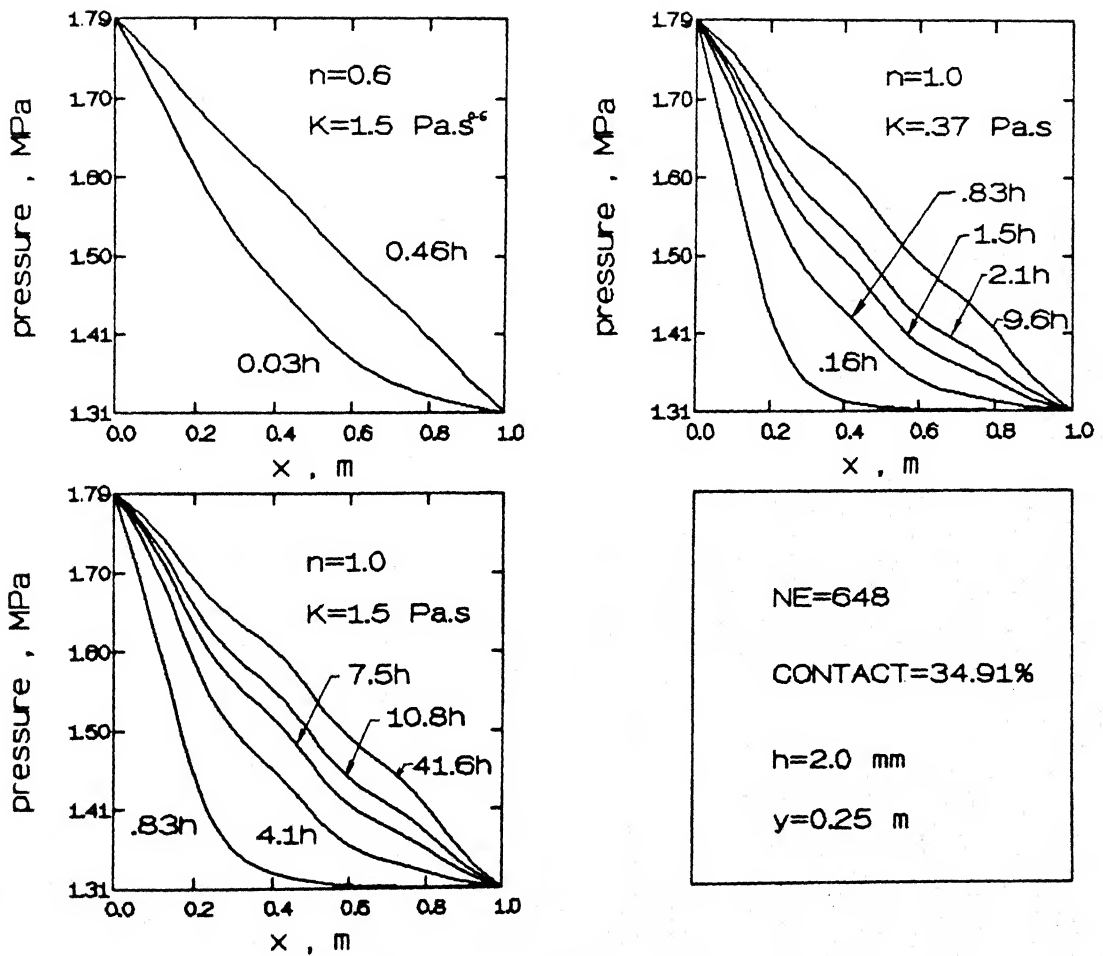 1.79
1.70
1.60
1.50
1.41
1.31
pressure , MPa
n=0.6
K=1.5 Pa.s^0.6
0.46h
0.03h
0.0 0.2 0.4 0.6 0.8 1.0
x , m
1.79
1.70
1.60
1.50
1.41
1.31
pressure , MPa
n=1.0
K=.37 Pa.s
.83h
1.5h
2.1h
9.6h
.16h
0.0 0.2 0.4 0.6 0.8 1.0
x , m
1.79
1.70
1.60
1.50
1.41
1.31
pressure , MPa
n=1.0
K=1.5 Pa.s
7.5h
10.8h
41.6h
.83h
4.1h
0.0 0.2 0.4 0.6 0.8 1.0
x , m
NE=648
CONTACT=34.91%
h=2.0 mm
y=0.25 m